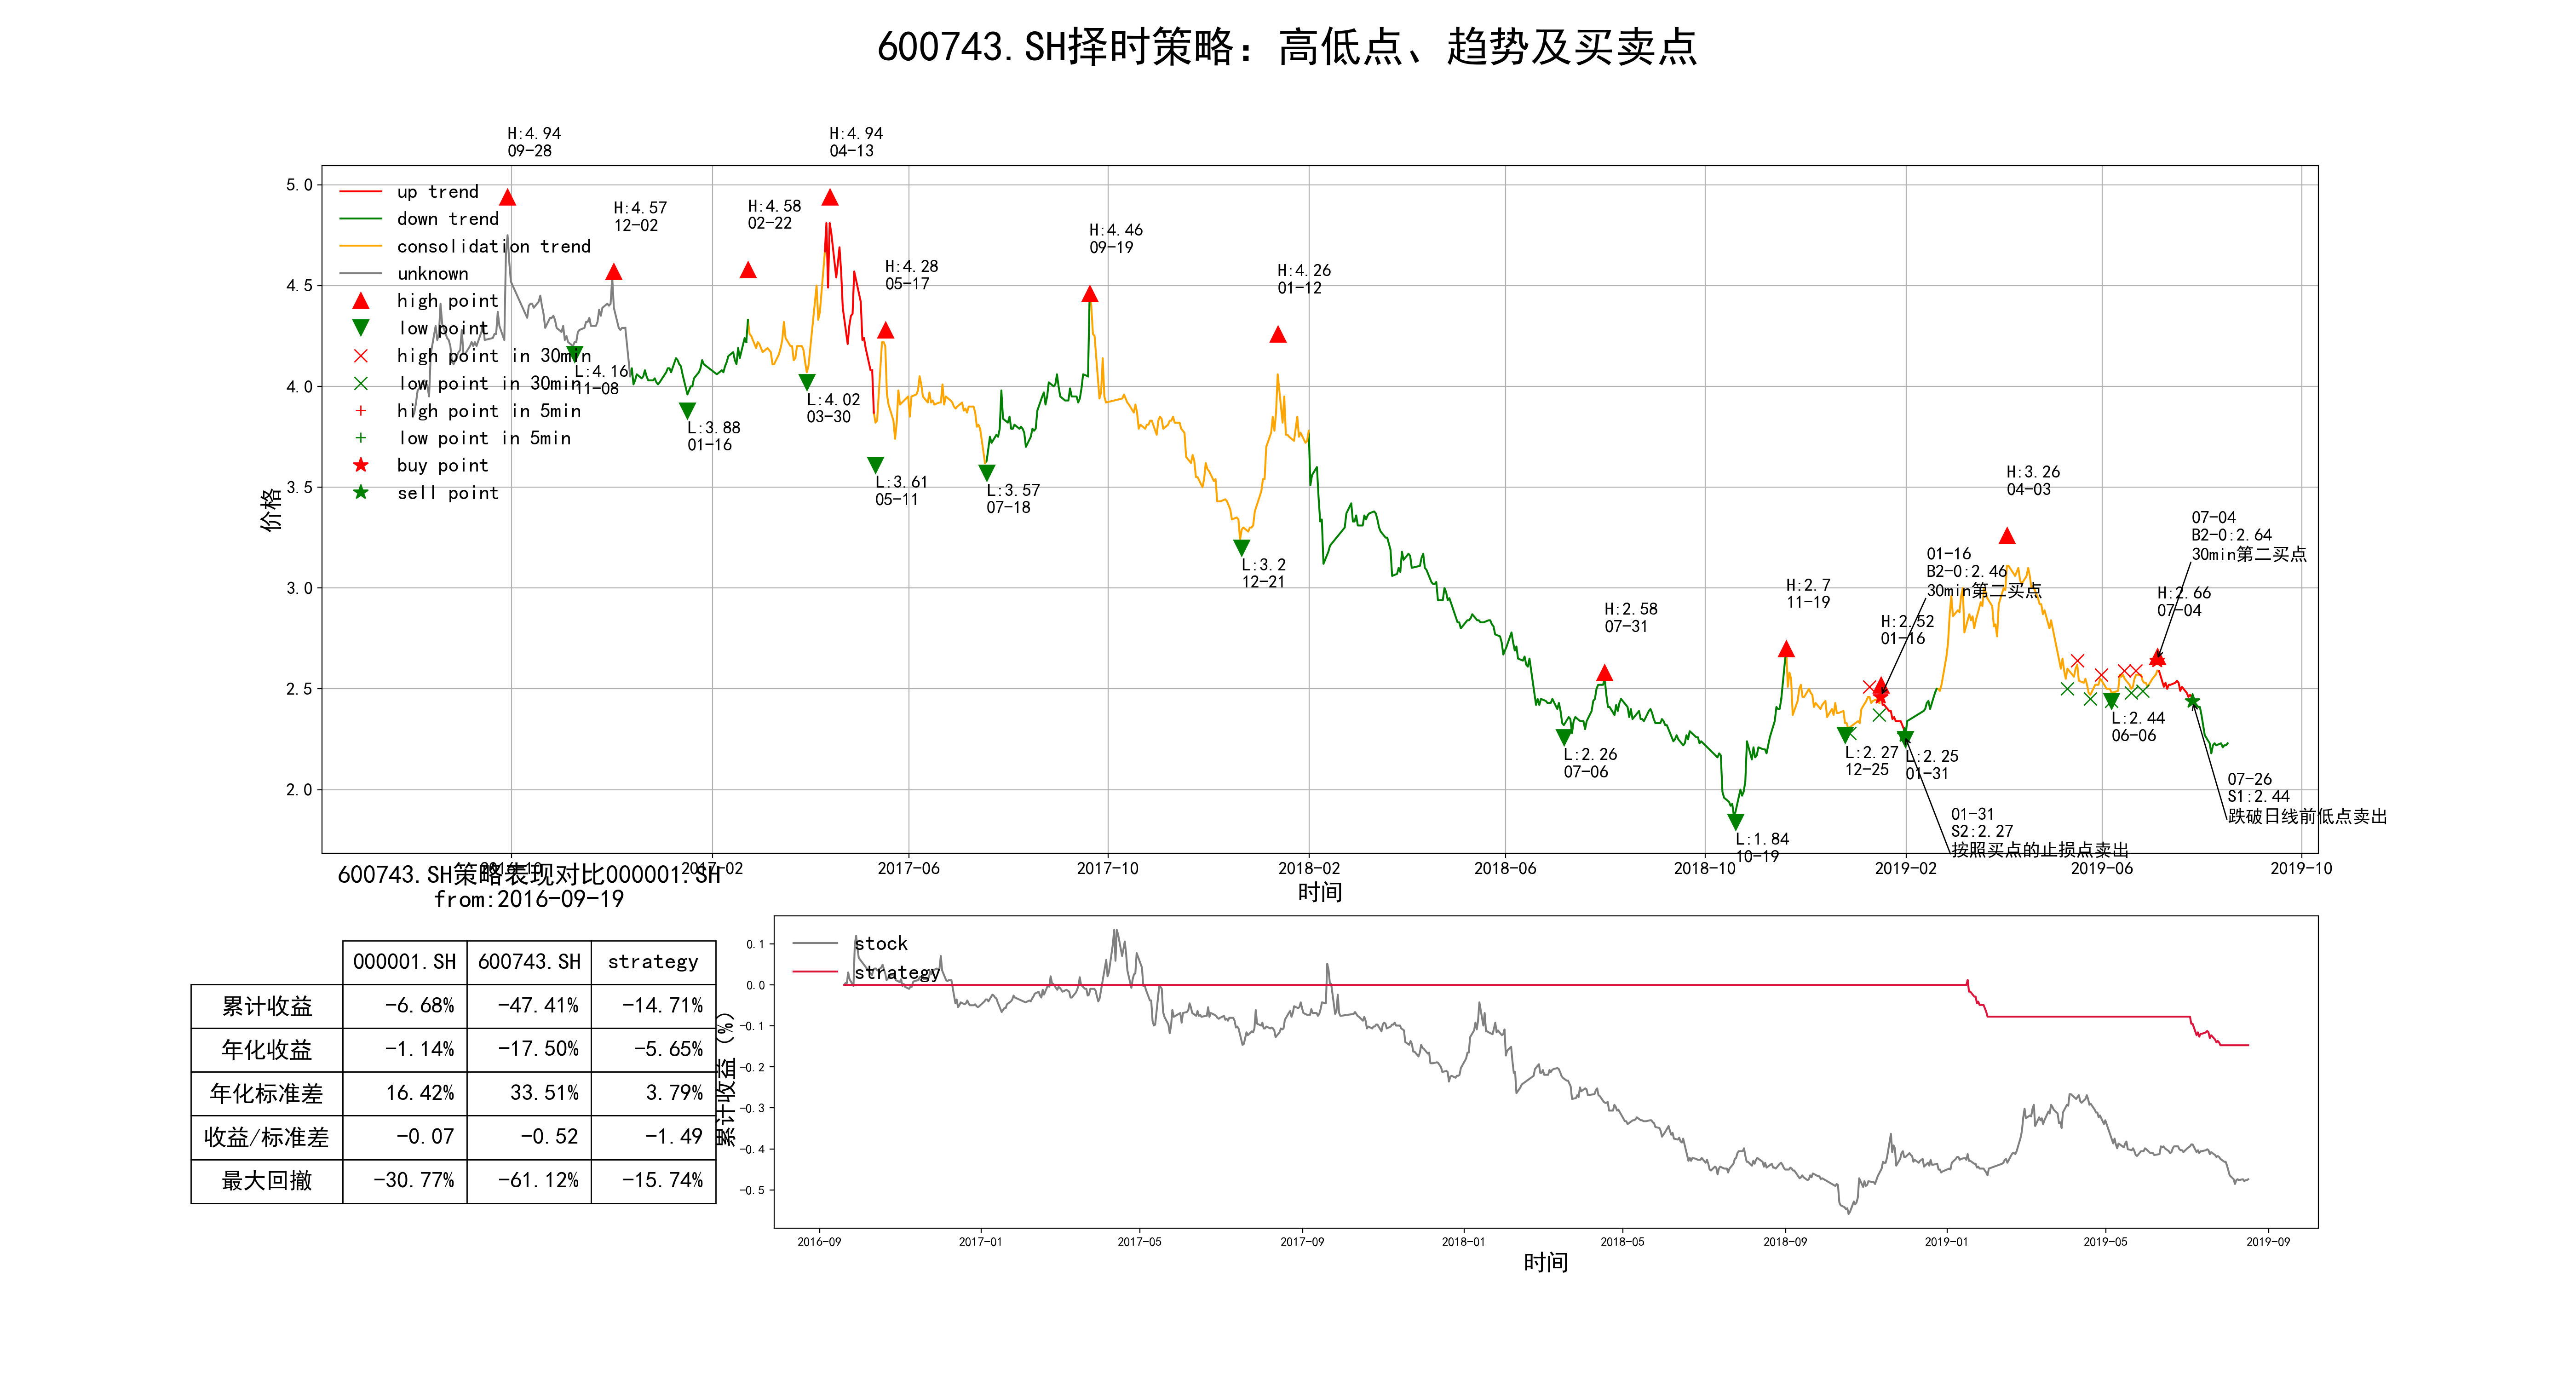 600743.SH择时策略：高低点、趋势及买卖点
H:4.94
09-28
H:4.94
04-13
H:4.57
12-02
H:4.58
02-22
H:4.28
05-17
H:4.46
09-19
H:4.26
01-12
H:2.58
07-31
H:2.7
11-19
H:2.52
01-16
01-16
B2-0:2.46
30min第二买点
H:3.26
04-03
07-04
B2-0:2.64
30min第二买点
H:2.66
07-04
up trend
down trend
consolidation trend
unknown
high point
low point
high point in 30min
low point in 30min
high point in 5min
low point in 5min
buy point
sell point
L:4.16
11-08
L:3.88
01-16
L:4.02
03-30
L:3.61
05-11
L:3.57
07-18
L:3.2
12-21
L:2.26
07-06
L:1.84
10-19
L:2.27
12-25
L:2.25
01-31
L:2.44
06-06
01-31
S2:2.27
按照买点的止损点卖出
07-26
S1:2.44
跌破日线前低点卖出
价格
5.0
4.5
4.0
3.5
3.0
2.5
2.0
2016-10
2017-02
2017-06
2017-10
2018-02
2018-06
2018-10
2019-02
2019-06
2019-10
时间
600743.SH策略表现对比000001.SH
from:2016-09-19
000001.SH 600743.SH strategy
累计收益 -6.68% -47.41% -14.71%
年化收益 -1.14% -17.50% -5.65%
年化标准差 16.42% 33.51% 3.79%
收益/标准差 -0.07 -0.52 -1.49
最大回撤 -30.77% -61.12% -15.74%
累计收益（%）
0.1
0.0
-0.1
-0.2
-0.3
-0.4
-0.5
stock
strategy
2016-09
2017-01
2017-05
2017-09
2018-01
2018-05
2018-09
2019-01
2019-05
2019-09
时间